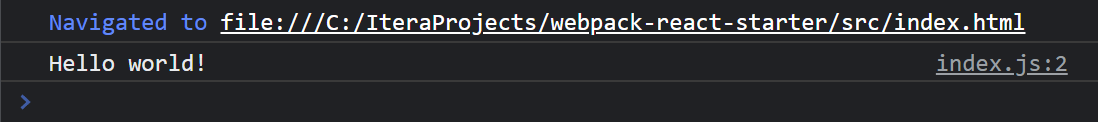 Navigated to file:///C:/IteraProjects/webpack-react-starter/src/index.html
Hello world! index.js:2